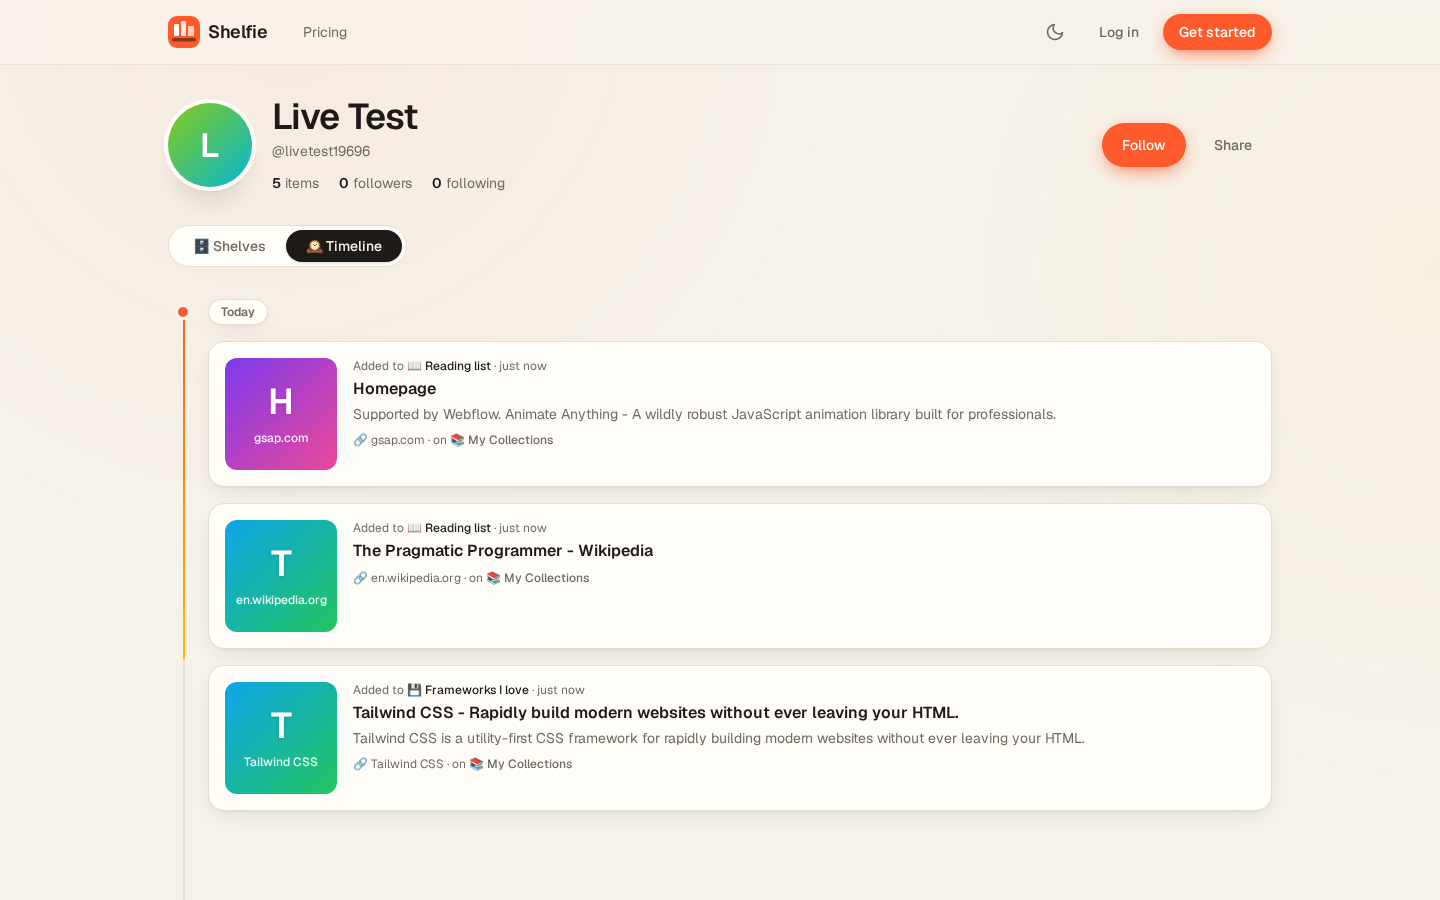 Shelfie
Pricing
Log in
Get started
L
Live Test
@livetest19696
5 items
0 followers
0 following
Follow
Share
🗄️ Shelves
🕰️ Timeline
Today
H
gsap.com
Added to 📖 Reading list · just now
Homepage
Supported by Webflow. Animate Anything - A wildly robust JavaScript animation library built for professionals.
🔗 gsap.com · on 📚 My Collections
T
en.wikipedia.org
Added to 📖 Reading list · just now
The Pragmatic Programmer - Wikipedia
🔗 en.wikipedia.org · on 📚 My Collections
T
Tailwind CSS
Added to 💾 Frameworks I love · just now
Tailwind CSS - Rapidly build modern websites without ever leaving your HTML.
Tailwind CSS is a utility-first CSS framework for rapidly building modern websites without ever leaving your HTML.
🔗 Tailwind CSS · on 📚 My Collections